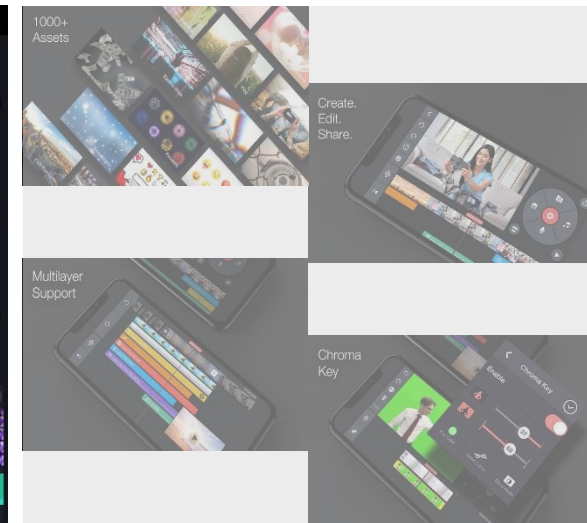 1000+
Assets
Create.
Edit.
Share.
Multilayer
Support
Chroma
Key
Chroma Key
Enable